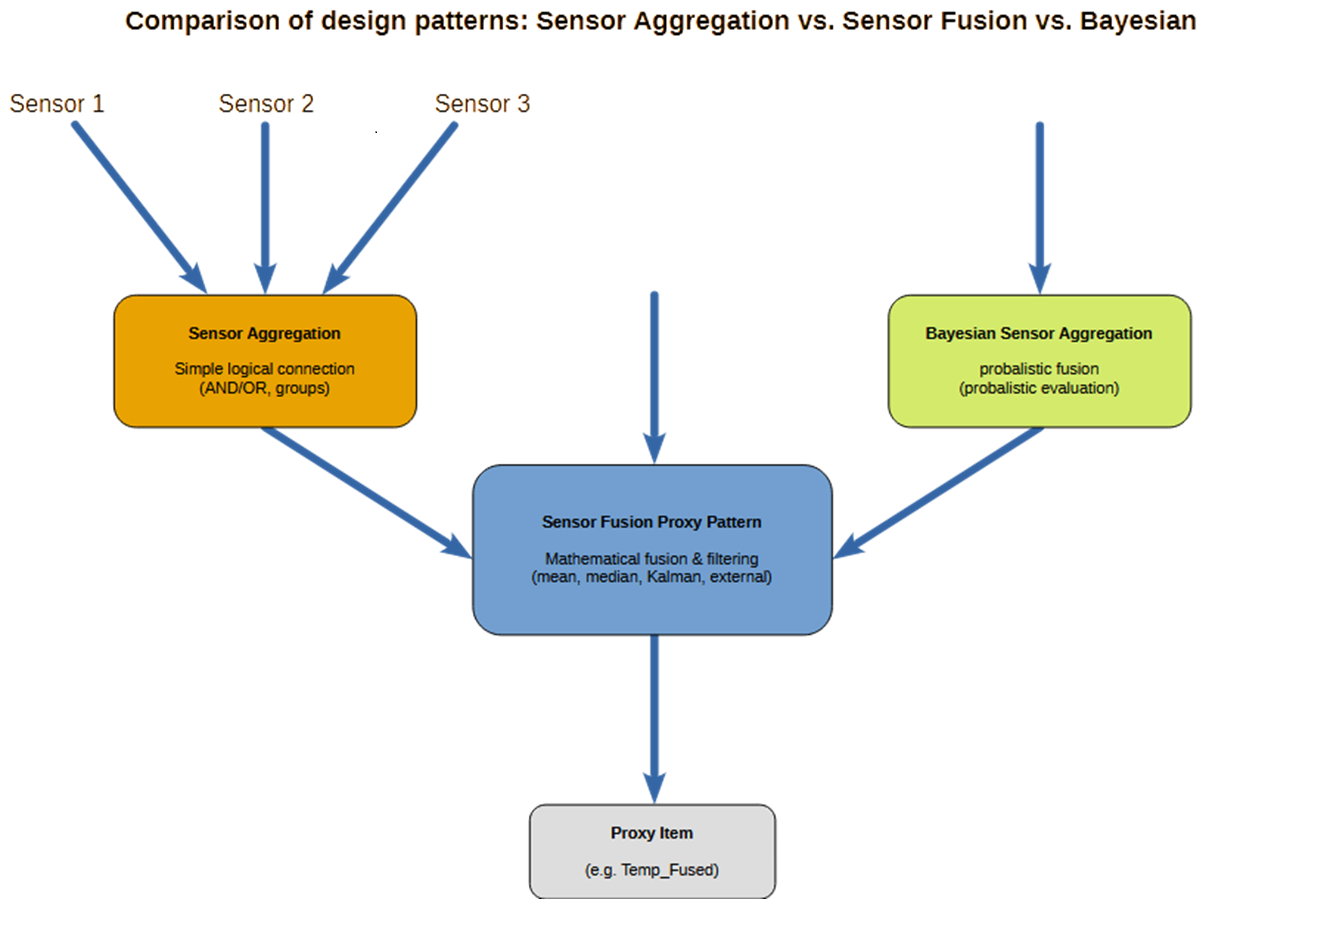 Comparison of design patterns: Sensor Aggregation vs. Sensor Fusion vs. Bayesian
Sensor 1
Sensor 2
Sensor 3
Sensor Aggregation
Simple logical connection
(AND/OR, groups)
Bayesian Sensor Aggregation
probalistic fusion
(probalistic evaluation)
Sensor Fusion Proxy Pattern
Mathematical fusion & filtering
(mean, median, Kalman, external)
Proxy Item
(e.g. Temp_Fused)